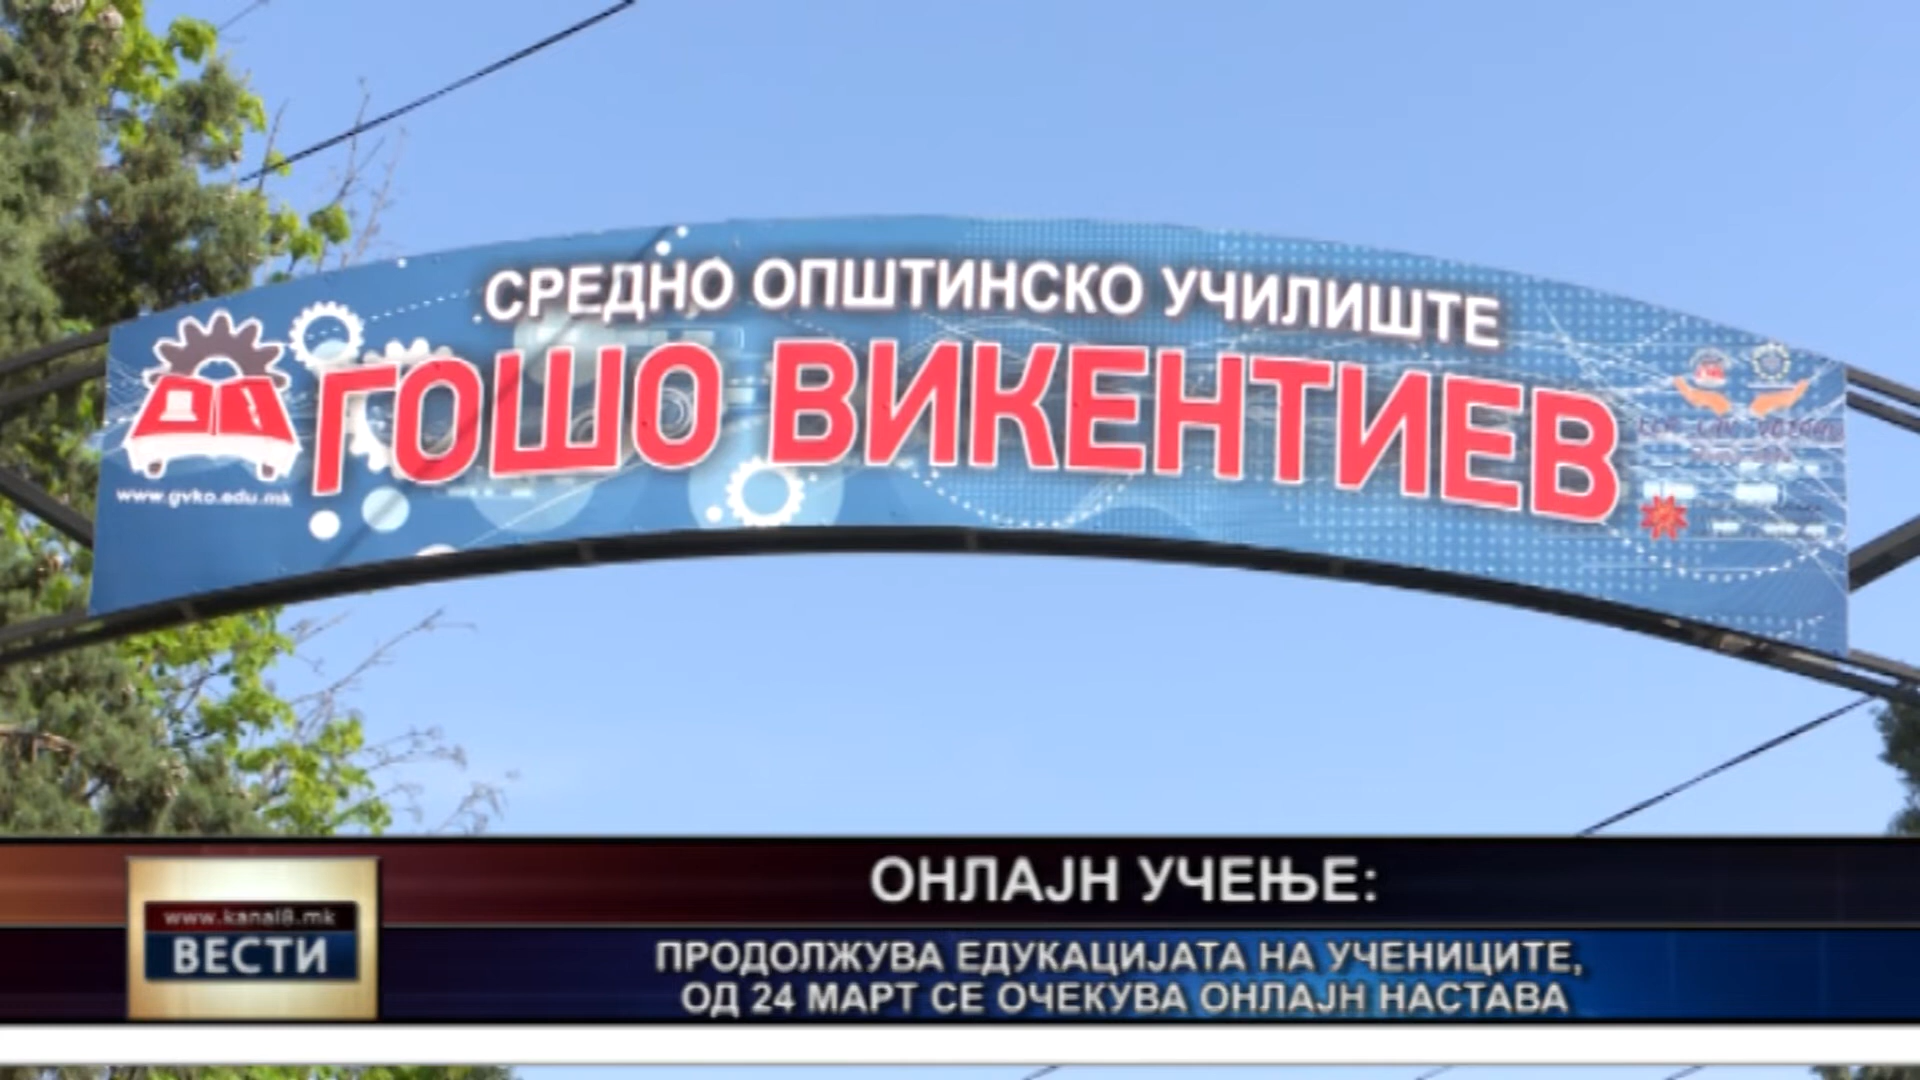 СРЕДНО ОПШТИНСКО УЧИЛИШТЕ
ГОШО ВИКЕНТИЕВ
www.gvko.edu.mk
ОНЛАЈН УЧЕЊЕ:
www.kanal8.mk
ВЕСТИ
ПРОДОЛЖУВА ЕДУКАЦИЈАТА НА УЧЕНИЦИТЕ,
ОД 24 МАРТ СЕ ОЧЕКУВА ОНЛАЈН НАСТАВА